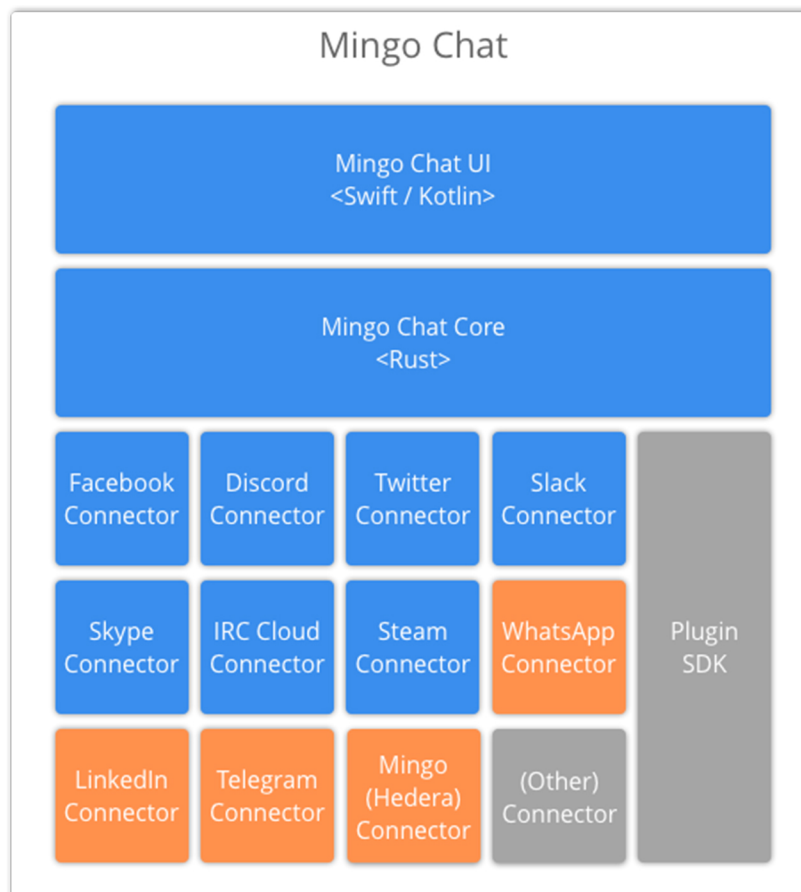 Mingo Chat
Mingo Chat UI
<Swift / Kotlin>
Mingo Chat Core
<Rust>
Facebook
Connector
Discord
Connector
Twitter
Connector
Slack
Connector
Plugin
SDK
Skype
Connector
IRC Cloud
Connector
Steam
Connector
WhatsApp
Connector
LinkedIn
Connector
Telegram
Connector
Mingo
(Hedera)
Connector
(Other)
Connector